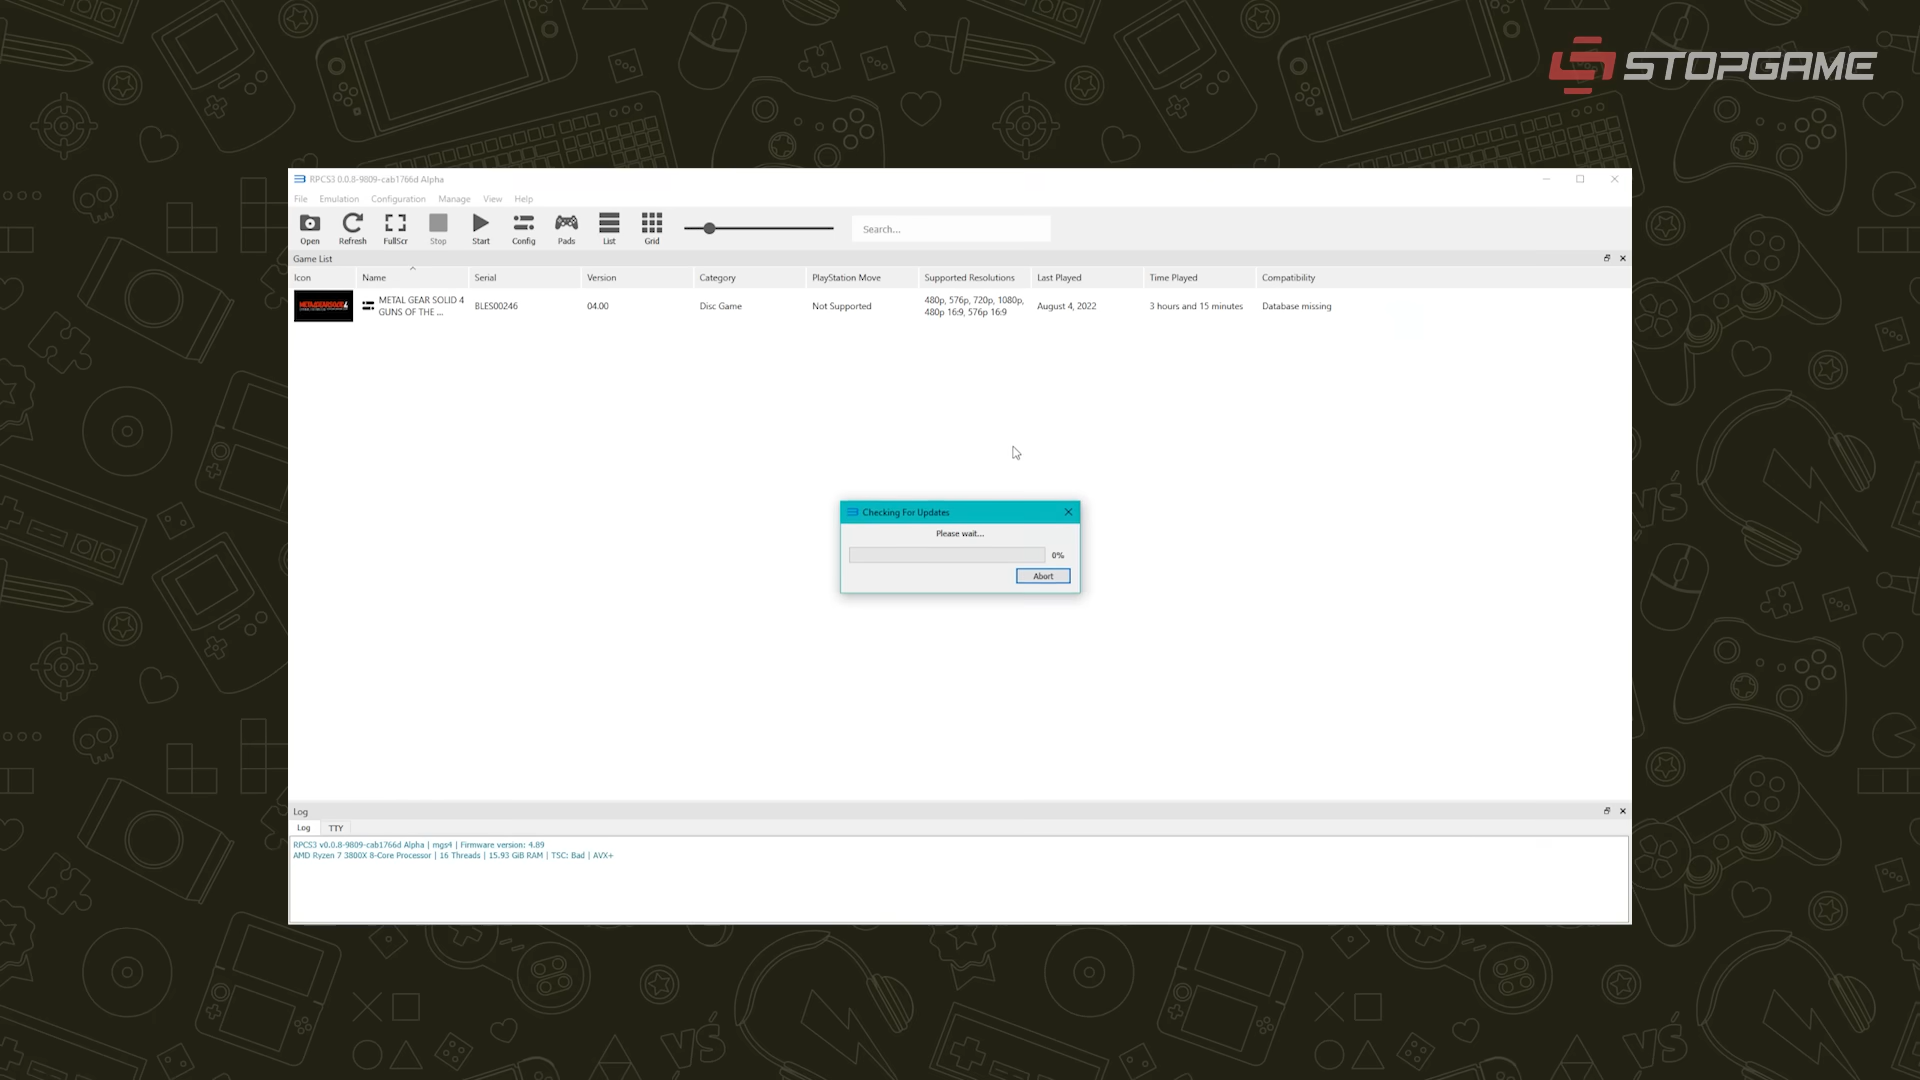 STOPGAME
RPCS3 0.0.8-9809-cab1766d Alpha
File Emulation Configuration Manage View Help
Open Refresh FullScr Stop Start Config Pads List Grid Search...
Game List
Icon Name Serial Version Category PlayStation Move Supported Resolutions Last Played Time Played Compatibility
METAL GEAR SOLID 4 GUNS OF THE ... BLES00246 04.00 Disc Game Not Supported 480p, 576p, 720p, 1080p, 480p 16:9, 576p 16:9 August 4, 2022 3 hours and 15 minutes Database missing
Checking For Updates
Please wait...
0%
Abort
Log
Log TTY
RPCS3 v0.0.8-9809-cab1766d Alpha | mgs4 | Firmware version: 4.89
AMD Ryzen 7 3800X 8-Core Processor | 16 Threads | 15.93 GiB RAM | TSC: Bad | AVX+